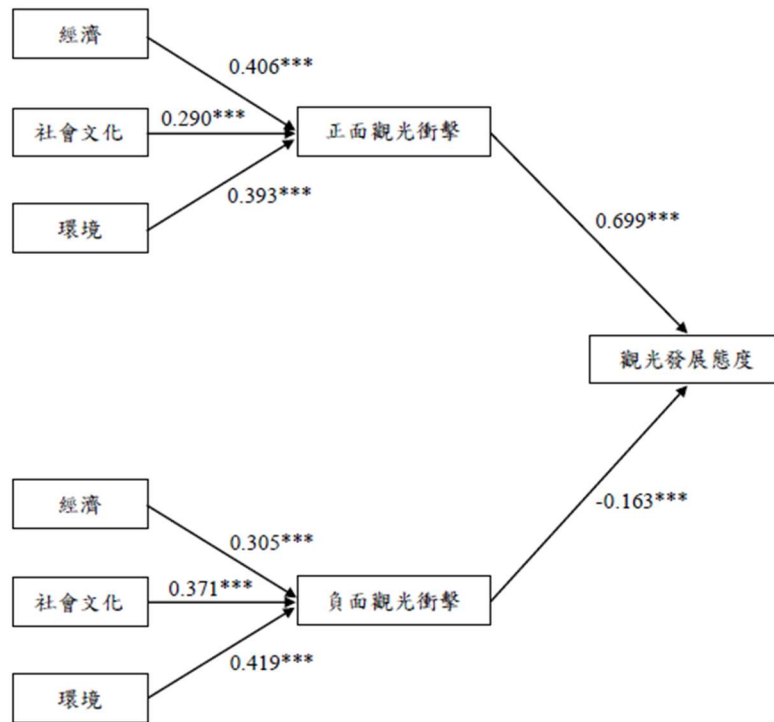 經濟
0.406***
社會文化
0.290***
正面觀光衝擊
環境
0.393***
0.699***
觀光發展態度
經濟
0.305***
-0.163***
社會文化
0.371***
負面觀光衝擊
環境
0.419***